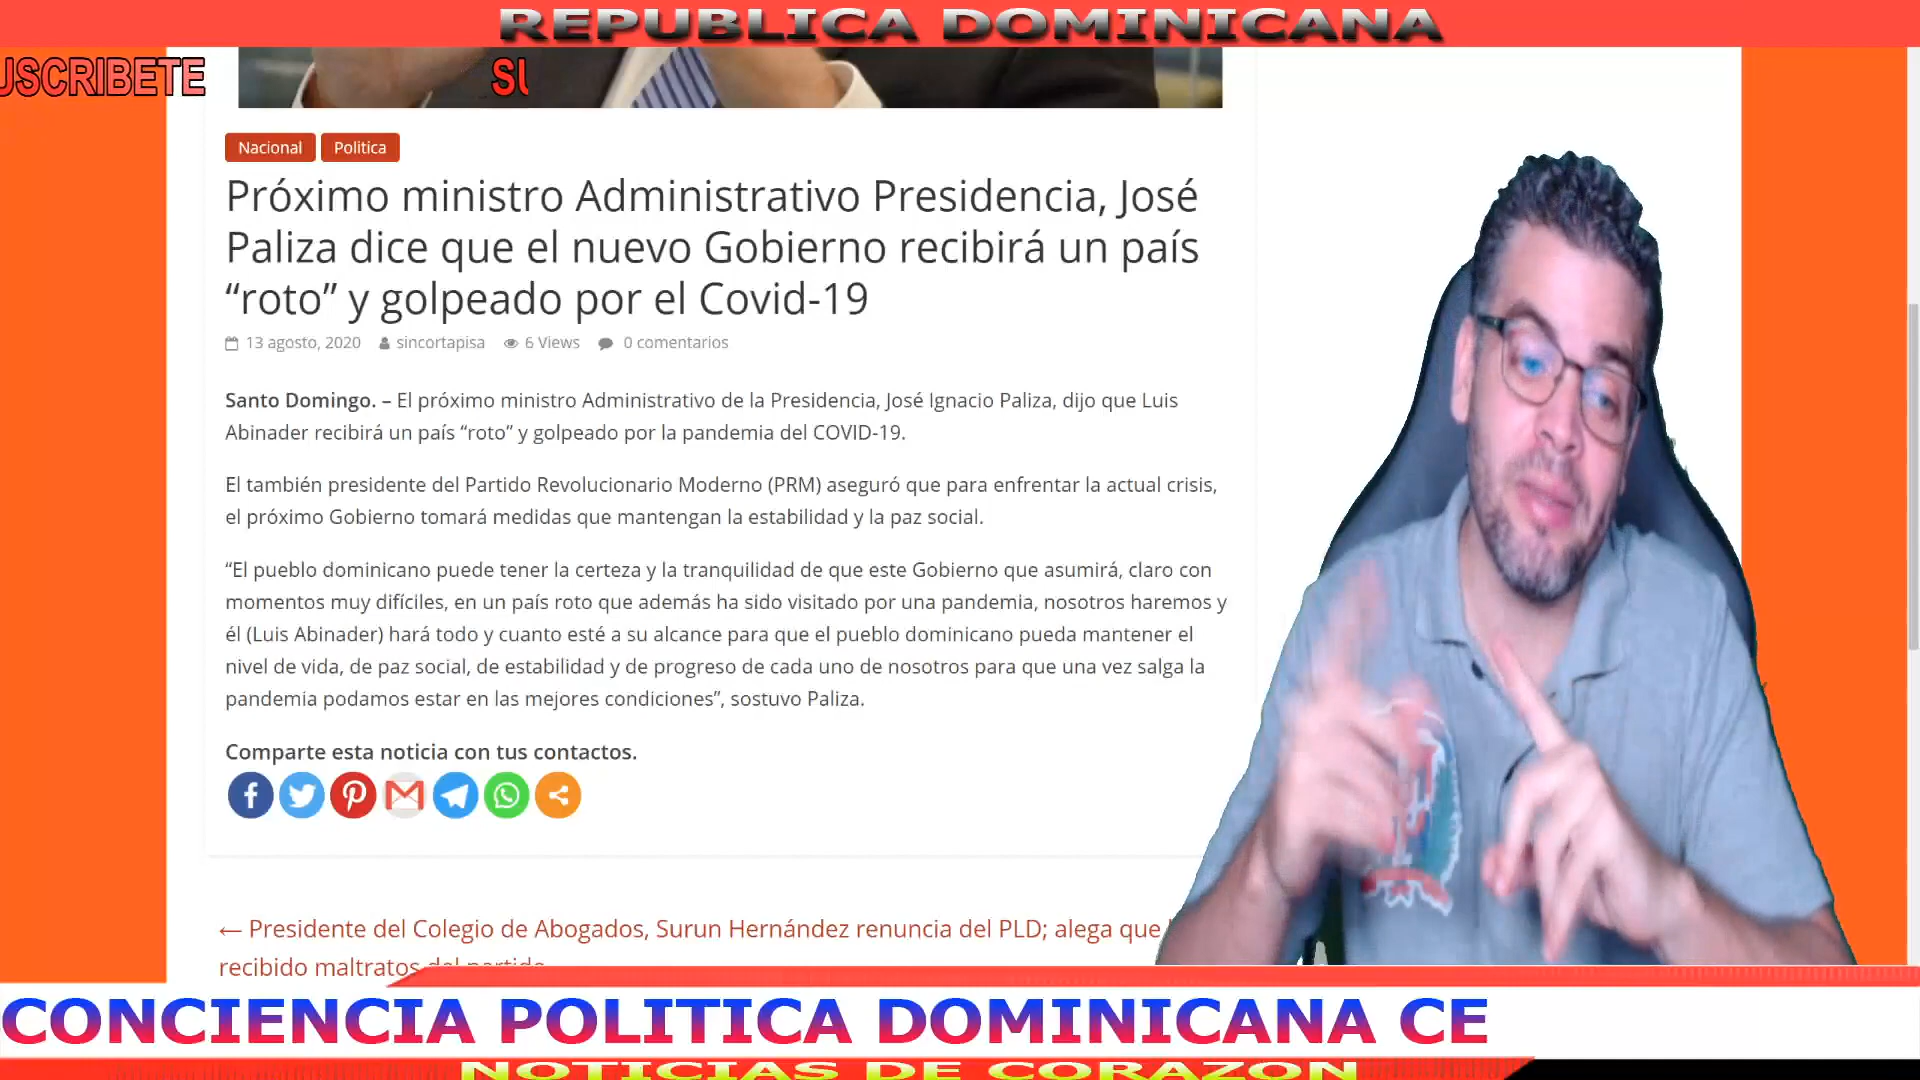 REPUBLICA DOMINICANA
USCRIBETE
SU
Nacional
Politica
Próximo ministro Administrativo Presidencia, José
Paliza dice que el nuevo Gobierno recibirá un país
“roto” y golpeado por el Covid-19
13 agosto, 2020 sincortapisa 6 Views 0 comentarios
Santo Domingo. – El próximo ministro Administrativo de la Presidencia, José Ignacio Paliza, dijo que Luis
Abinader recibirá un país “roto” y golpeado por la pandemia del COVID-19.
El también presidente del Partido Revolucionario Moderno (PRM) aseguró que para enfrentar la actual crisis,
el próximo Gobierno tomará medidas que mantengan la estabilidad y la paz social.
“El pueblo dominicano puede tener la certeza y la tranquilidad de que este Gobierno que asumirá, claro con
momentos muy difíciles, en un país roto que además ha sido visitado por una pandemia, nosotros haremos y
él (Luis Abinader) hará todo y cuanto esté a su alcance para que el pueblo dominicano pueda mantener el
nivel de vida, de paz social, de estabilidad y de progreso de cada uno de nosotros para que una vez salga la
pandemia podamos estar en las mejores condiciones”, sostuvo Paliza.
Comparte esta noticia con tus contactos.
← Presidente del Colegio de Abogados, Surun Hernández renuncia del PLD; alega que
recibido maltratos del partido
CONCIENCIA POLITICA DOMINICANA CE
NOTICIAS DE CORAZON